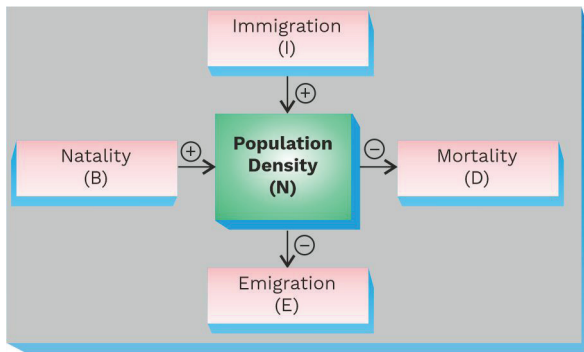 Immigration
(I)
+
Natality
(B)
+
Population
Density
(N)
−
Mortality
(D)
−
Emigration
(E)